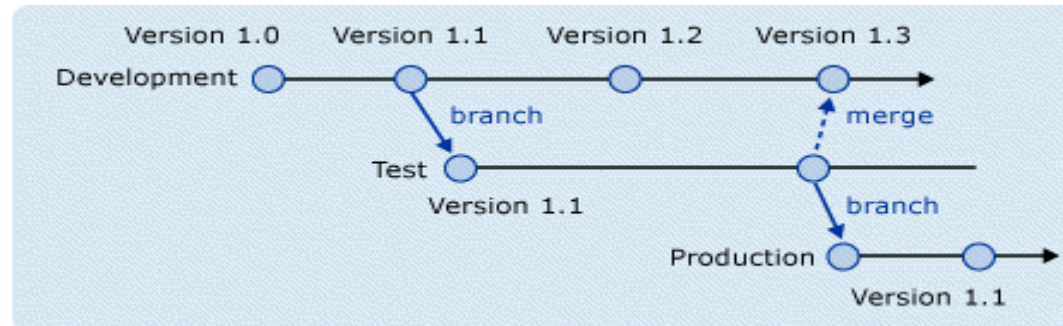 Version 1.0 Version 1.1 Version 1.2 Version 1.3
Development
branch merge
Test
Version 1.1 branch
Production
Version 1.1